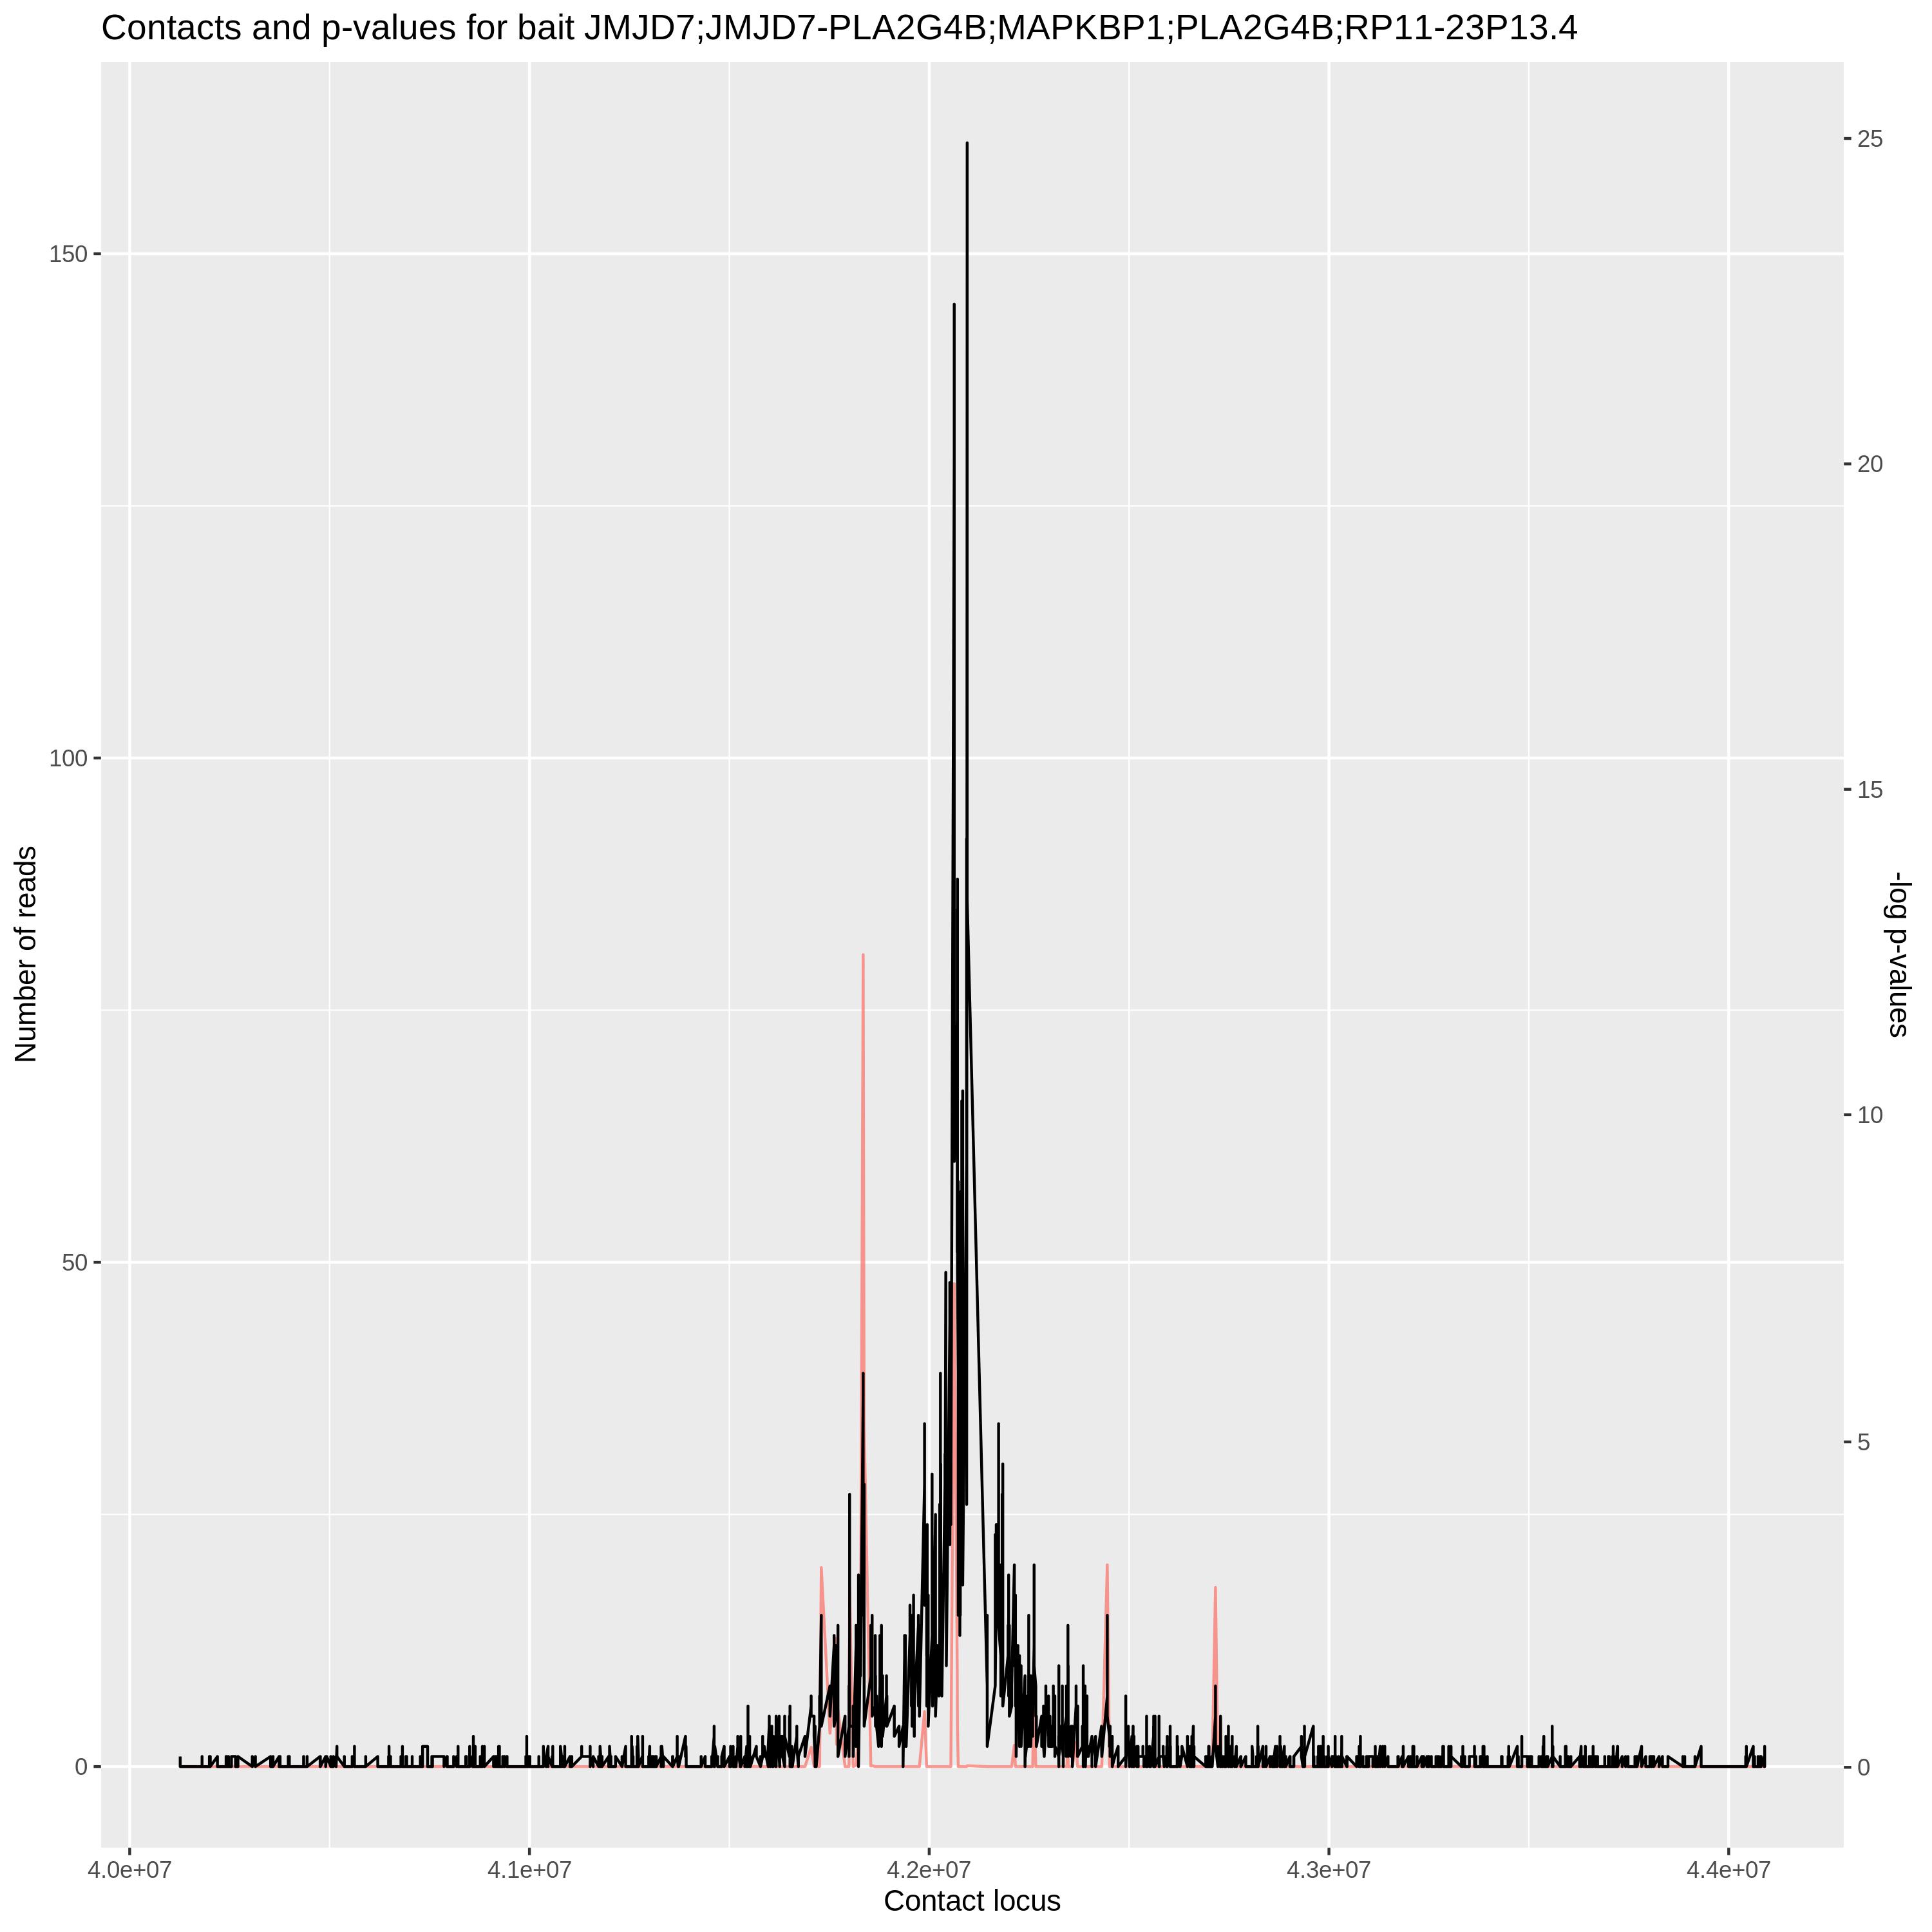 Contacts and p-values for bait JMJD7;JMJD7-PLA2G4B;MAPKBP1;PLA2G4B;RP11-23P13.4
150
100
50
0
Number of reads
25
20
15
10
5
0
-log p-values
4.0e+07 4.1e+07 4.2e+07 4.3e+07 4.4e+07
Contact locus